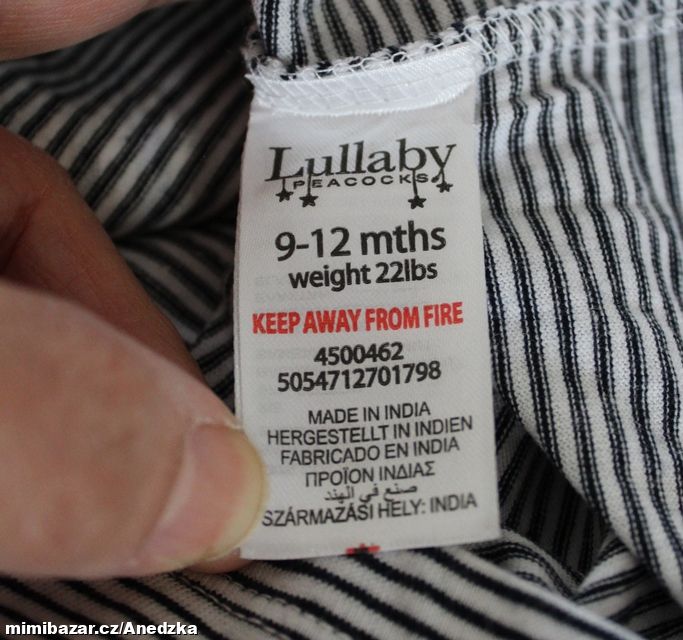 Lullaby
PEACOCKS
9-12 mths
weight 22lbs
KEEP AWAY FROM FIRE
4500462
5054712701798
MADE IN INDIA
HERGESTELLT IN INDIEN
FABRICADO EN INDIA
ΠΡΟΪΟΝ ΙΝΔΙΑΣ
صنع في الهند
SZÁRMAZÁSI HELY: INDIA
mimibazar.cz/Anedzka